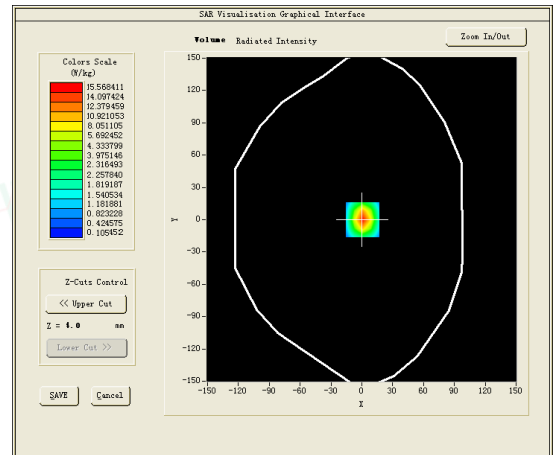 SAR Visualisation Graphical Interface
Volume Radiated Intensity
Zoom In/Out
Colors Scale
(W/kg)
15.568411
14.097424
12.379459
10.921053
8.051105
5.692452
4.333799
3.975146
2.316493
2.257840
1.819187
1.540534
1.181881
0.823228
0.424575
0.105452
Z-Cuts Control
<< Upper Cut
Z = 4.0 mm
Lower Cut >>
SAVE
Cancel
150
120
90
60
30
0
-30
-60
-90
-120
-150
Y
-150 -120 -90 -60 -30 0 30 60 90 120 150
X